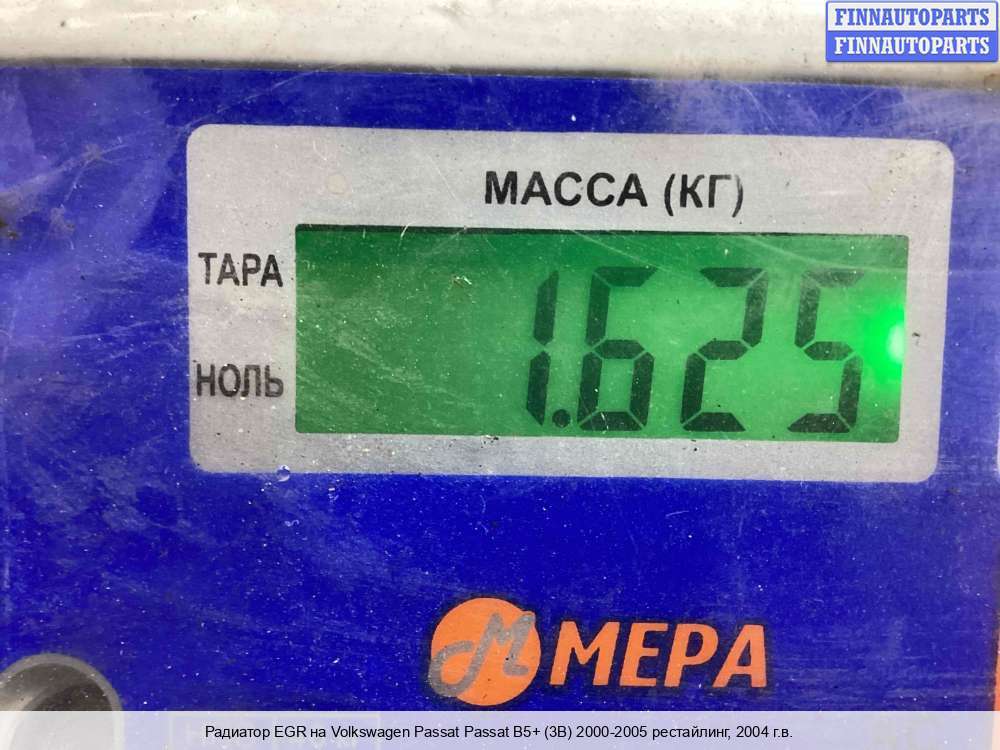 FINNAUTOPARTS
FINNAUTOPARTS
МАССА (КГ)
ТАРА
1.625
НОЛЬ
М МЕРА
Радиатор EGR на Volkswagen Passat Passat B5+ (3B) 2000-2005 рестайлинг, 2004 г.в.